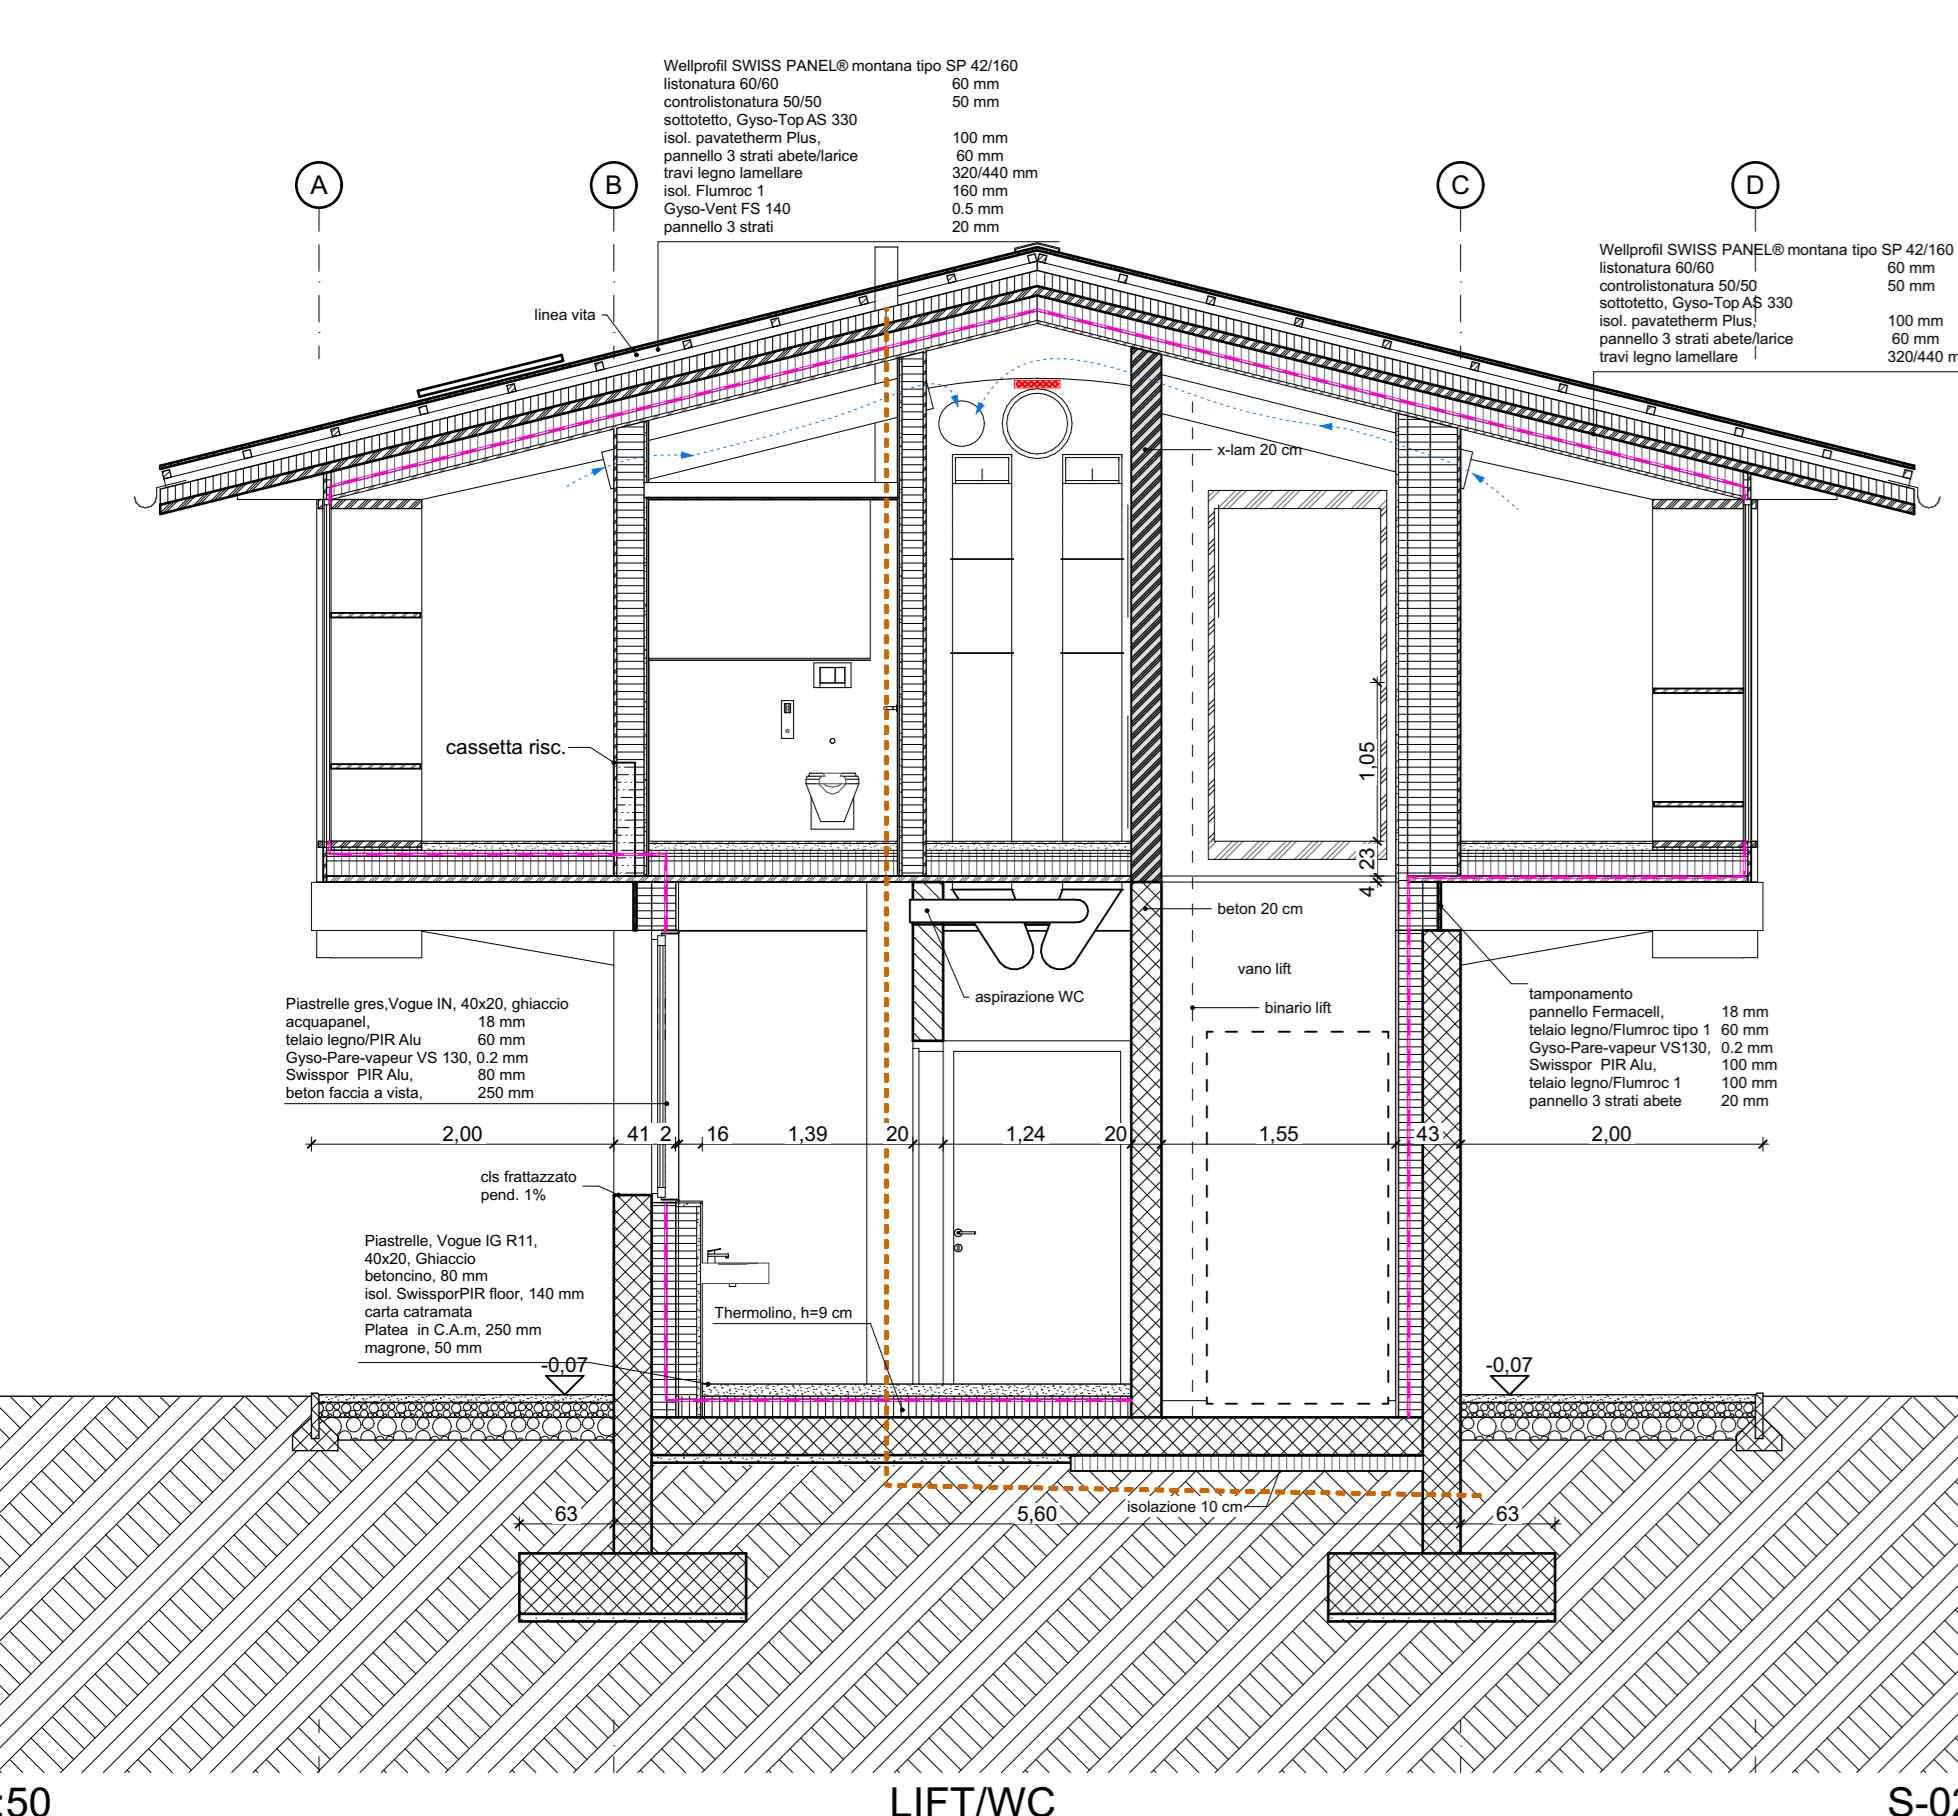 Wellprofil SWISS PANEL® montana tipo SP 42/160
listonatura 60/60 60 mm
controlistonatura 50/50 50 mm
sottotetto, Gyso-Top AS 330
isol. pavatetherm Plus, 100 mm
pannello 3 strati abete/larice 60 mm
travi legno lamellare 320/440 mm
isol. Flumroc 1 160 mm
Gyso-Vent FS 140 0.5 mm
pannello 3 strati 20 mm
A
B
C
D
Wellprofil SWISS PANEL® montana tipo SP 42/160
listonatura 60/60 60 mm
controlistonatura 50/50 50 mm
sottotetto, Gyso-Top AS 330
isol. pavatetherm Plus, 100 mm
pannello 3 strati abete/larice 60 mm
travi legno lamellare 320/440 m
linea vita
x-lam 20 cm
cassetta risc.
1,05
23
4
beton 20 cm
vano lift
aspirazione WC
binario lift
Piastrelle gres,Vogue IN, 40x20, ghiaccio
acquapanel, 18 mm
telaio legno/PIR Alu 60 mm
Gyso-Pare-vapeur VS 130, 0.2 mm
Swisspor PIR Alu, 80 mm
beton faccia a vista, 250 mm
tamponamento
pannello Fermacell, 18 mm
telaio legno/Flumroc tipo 1 60 mm
Gyso-Pare-vapeur VS130, 0.2 mm
Swisspor PIR Alu, 100 mm
telaio legno/Flumroc 1 100 mm
pannello 3 strati abete 20 mm
2,00 41 2 16 1,39 20 1,24 20 1,55 43 2,00
cls frattazzato
pend. 1%
Piastrelle, Vogue IG R11,
40x20, Ghiaccio
betoncino, 80 mm
isol. SwissporPIR floor, 140 mm
carta catramata
Platea in C.A.m, 250 mm
magrone, 50 mm
Thermolino, h=9 cm
-0,07
-0,07
isolazione 10 cm
63 5,60 63
:50
LIFT/WC
S-02